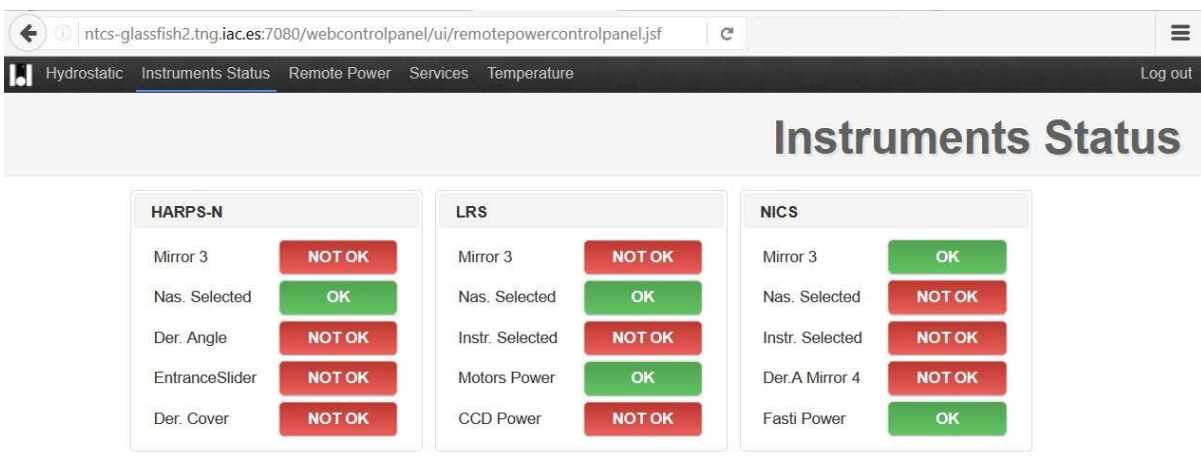 ntcs-glassfish2.tng.iac.es:7080/webcontrolpanel/ui/remotepowercontrolpanel.jsf
Hydrostatic Instruments Status Remote Power Services Temperature Log out
Instruments Status
HARPS-N
Mirror 3 NOT OK
Nas. Selected OK
Der. Angle NOT OK
EntranceSlider NOT OK
Der. Cover NOT OK
LRS
Mirror 3 NOT OK
Nas. Selected OK
Instr. Selected NOT OK
Motors Power OK
CCD Power NOT OK
NICS
Mirror 3 OK
Nas. Selected NOT OK
Instr. Selected NOT OK
Der.A Mirror 4 NOT OK
Fasti Power OK